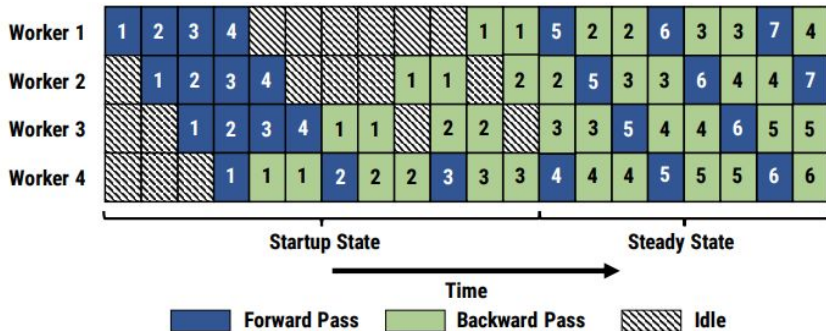 Worker 1 1 2 3 4 1 1 5 2 2 6 3 3 7 4
Worker 2 1 2 3 4 1 1 2 2 5 3 3 6 4 4 7
Worker 3 1 2 3 4 1 1 2 2 3 3 5 4 4 6 5 5
Worker 4 1 1 1 2 2 2 3 3 3 4 4 4 5 5 5 6 6
Startup State Steady State
Time
Forward Pass Backward Pass Idle